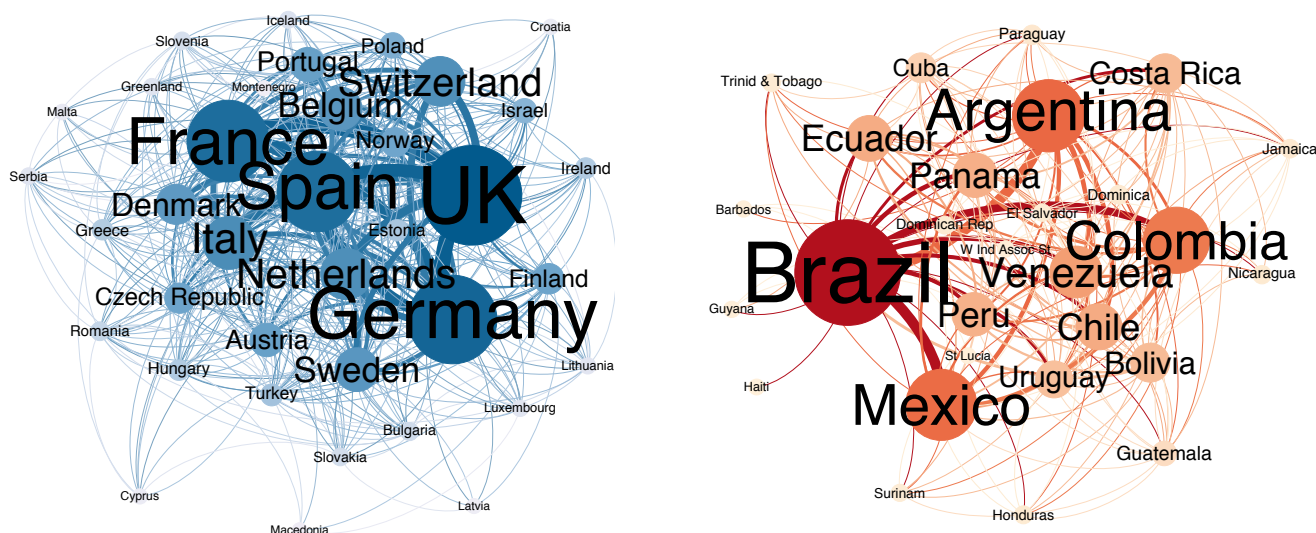 Iceland
Croatia
Slovenia
Poland
Portugal
Switzerland
Greenland
Montenegro
Belgium
Malta
Israel
France
Norway
Ireland
Serbia
Spain
UK
Denmark
Greece
Estonia
Italy
Netherlands
Finland
Czech Republic
Germany
Romania
Austria
Hungary
Sweden
Lithuania
Turkey
Luxembourg
Bulgaria
Slovakia
Cyprus
Latvia
Macedonia
Paraguay
Cuba
Costa Rica
Trinid & Tobago
Argentina
Ecuador
Jamaica
Panama
Dominica
Barbados
El Salvador
Dominican Rep
W Ind Assoc St
Colombia
Brazil
Venezuela
Nicaragua
Guyana
Peru
Chile
St Lucia
Bolivia
Uruguay
Haiti
Mexico
Guatemala
Surinam
Honduras